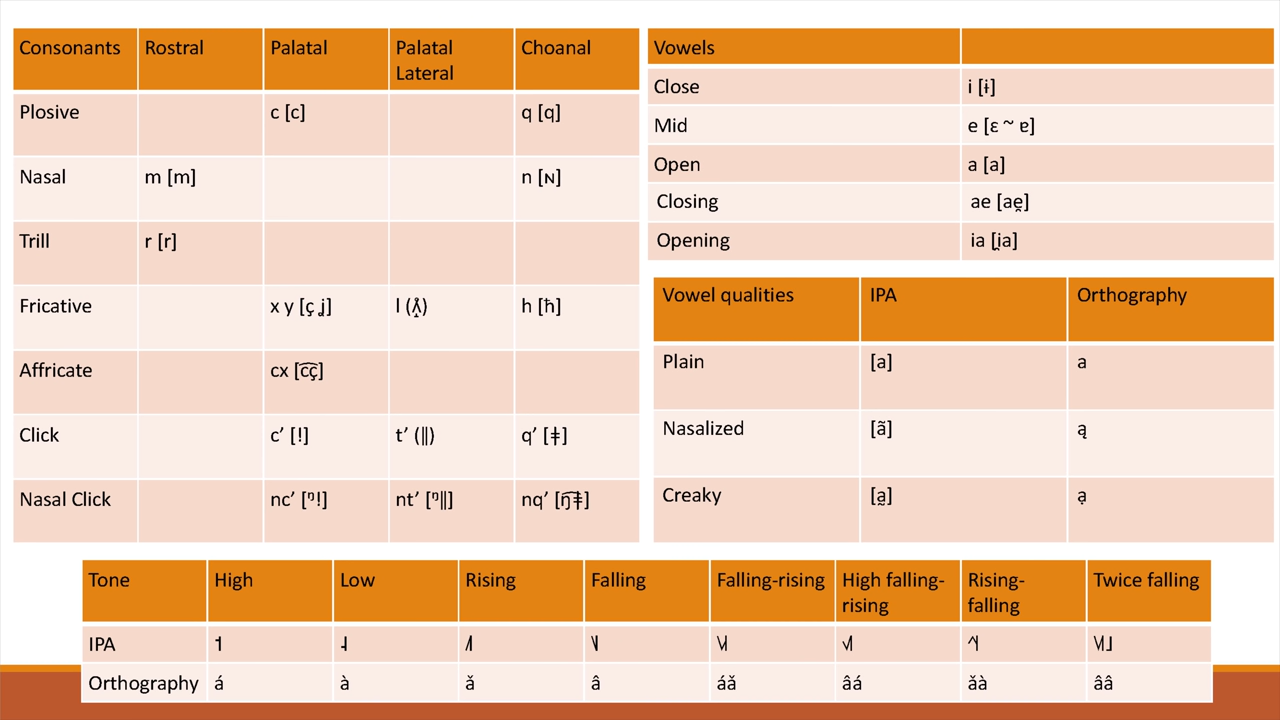 Consonants Rostral Palatal Palatal Lateral Choanal
Plosive c [c] q [q]
Nasal m [m] n [ɴ]
Trill r [r]
Fricative x y [ç ʝ] l (ʎ̝̊) h [ħ]
Affricate cx [c͡ç]
Click c’ [!] t’ (ǁ) q’ [ǂ]
Nasal Click nc’ [ᵑ!] nt’ [ᵑǁ] nq’ [ŋ͡ǂ]
Vowels
Close i [ɨ]
Mid e [ɛ ~ ɐ]
Open a [a]
Closing ae [ae̯]
Opening ia [i̯a]
Vowel qualities IPA Orthography
Plain [a] a
Nasalized [ã] ą
Creaky [a̰] ạ
Tone High Low Rising Falling Falling-rising High falling-rising Rising-falling Twice falling
IPA
Orthography á à ǎ â áǎ âá ǎà ââ